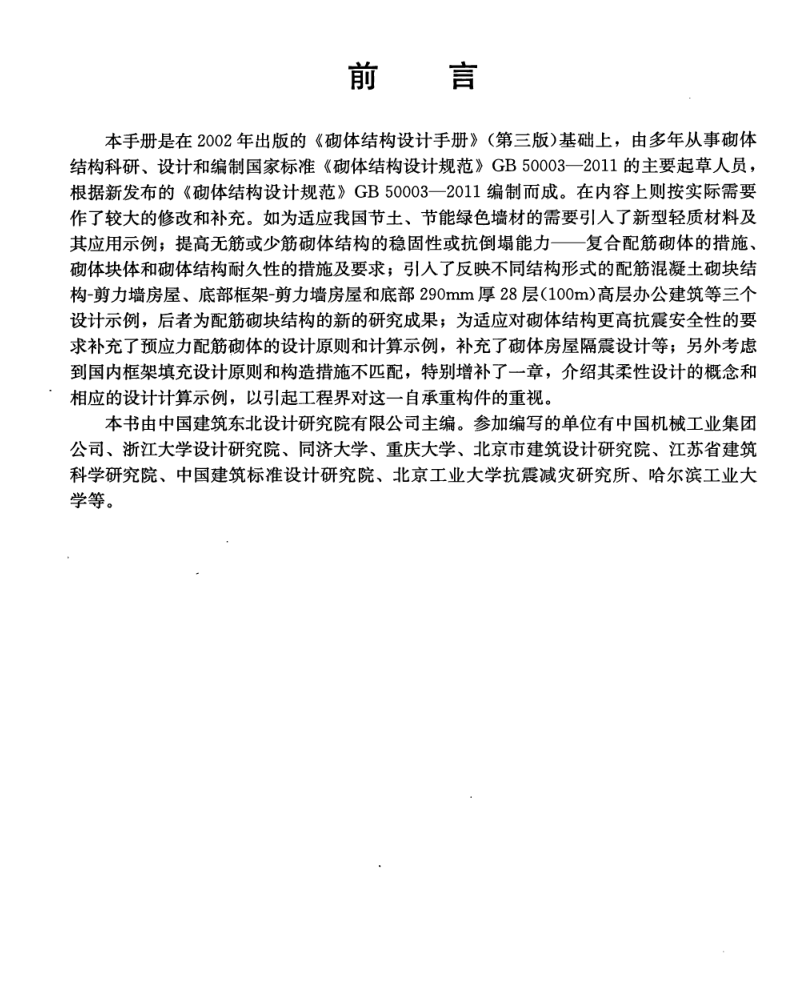 前 言
本手册是在 2002 年出版的《砌体结构设计手册》(第三版)基础上，由多年从事砌体
结构科研、设计和编制国家标准《砌体结构设计规范》GB 50003—2011 的主要起草人员，
根据新发布的《砌体结构设计规范》GB 50003—2011 编制而成。在内容上则按实际需要
作了较大的修改和补充。如为适应我国节土、节能绿色墙材的需要引入了新型轻质材料及
其应用示例；提高无筋或少筋砌体结构的稳固性或抗倒塌能力——复合配筋砌体的措施、
砌体块体和砌体结构耐久性的措施及要求；引入了反映不同结构形式的配筋混凝土砌块结
构-剪力墙房屋、底部框架-剪力墙房屋和底部 290mm 厚 28 层(100m)高层办公建筑等三个
设计示例，后者为配筋砌块结构的新的研究成果；为适应对砌体结构更高抗震安全性的要
求补充了预应力配筋砌体的设计原则和计算示例，补充了砌体房屋隔震设计等；另外考虑
到国内框架填充设计原则和构造措施不匹配，特别增补了一章，介绍其柔性设计的概念和
相应的设计计算示例，以引起工程界对这一自承重构件的重视。
本书由中国建筑东北设计研究院有限公司主编。参加编写的单位有中国机械工业集团
公司、浙江大学设计研究院、同济大学、重庆大学、北京市建筑设计研究院、江苏省建筑
科学研究院、中国建筑标准设计研究院、北京工业大学抗震减灾研究所、哈尔滨工业大
学等。